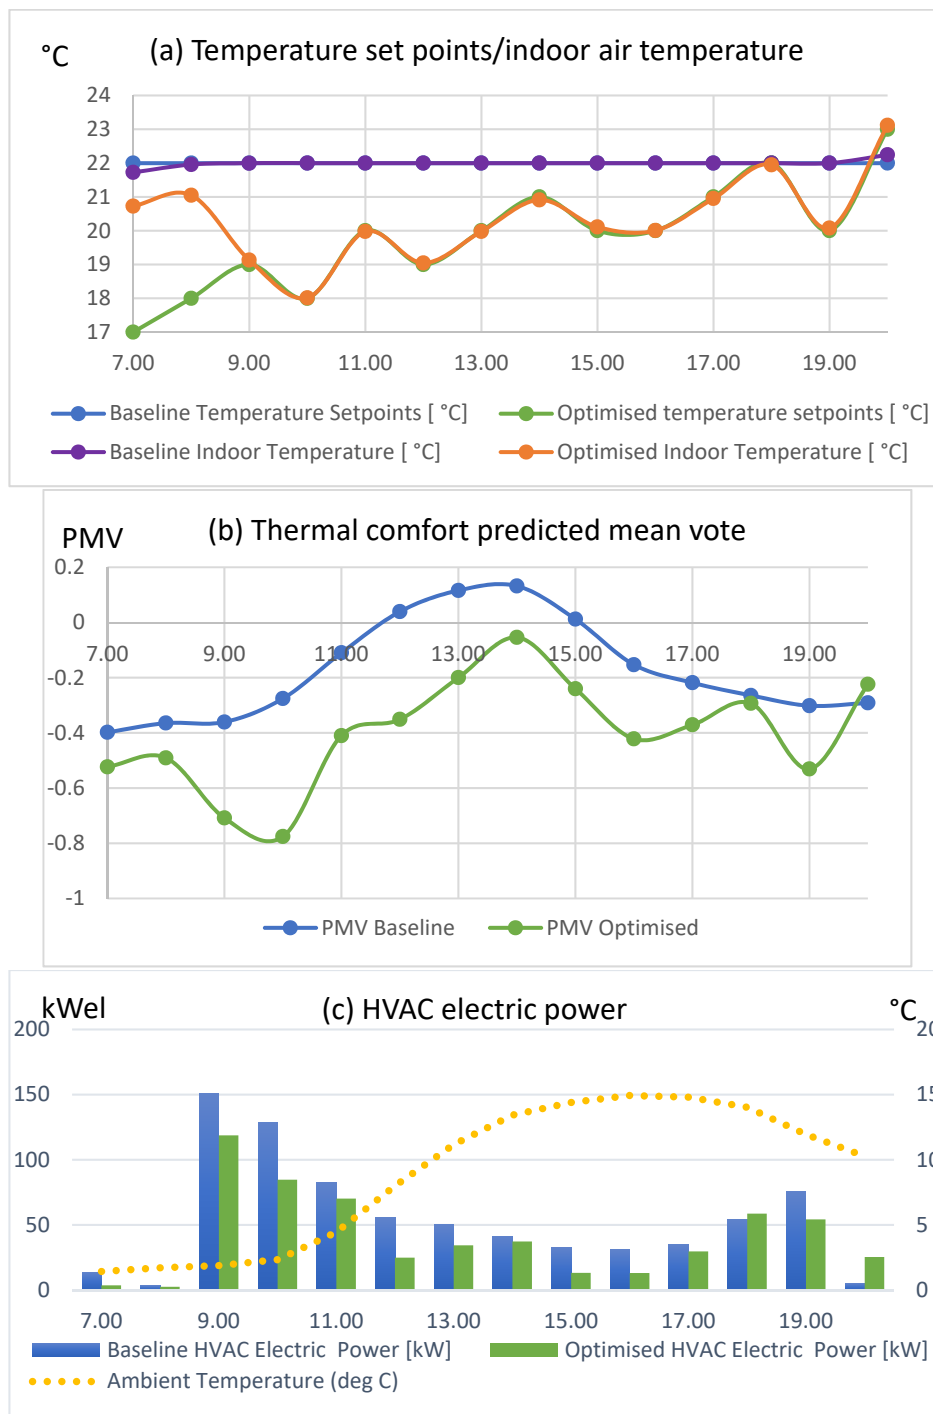 °C (a) Temperature set points/indoor air temperature
24
23
22
21
20
19
18
17
7.00 9.00 11.00 13.00 15.00 17.00 19.00
Baseline Temperature Setpoints [ °C] Optimised temperature setpoints [ °C]
Baseline Indoor Temperature [ °C] Optimised Indoor Temperature [ °C]
PMV (b) Thermal comfort predicted mean vote
0.2
0
7.00 9.00 11.00 13.00 15.00 17.00 19.00
-0.2
-0.4
-0.6
-0.8
-1
PMV Baseline PMV Optimised
kWel (c) HVAC electric power °C
200 20
150 15
100 10
50 5
0 0
7.00 9.00 11.00 13.00 15.00 17.00 19.00
Baseline HVAC Electric Power [kW] Optimised HVAC Electric Power [kW]
Ambient Temperature (deg C)